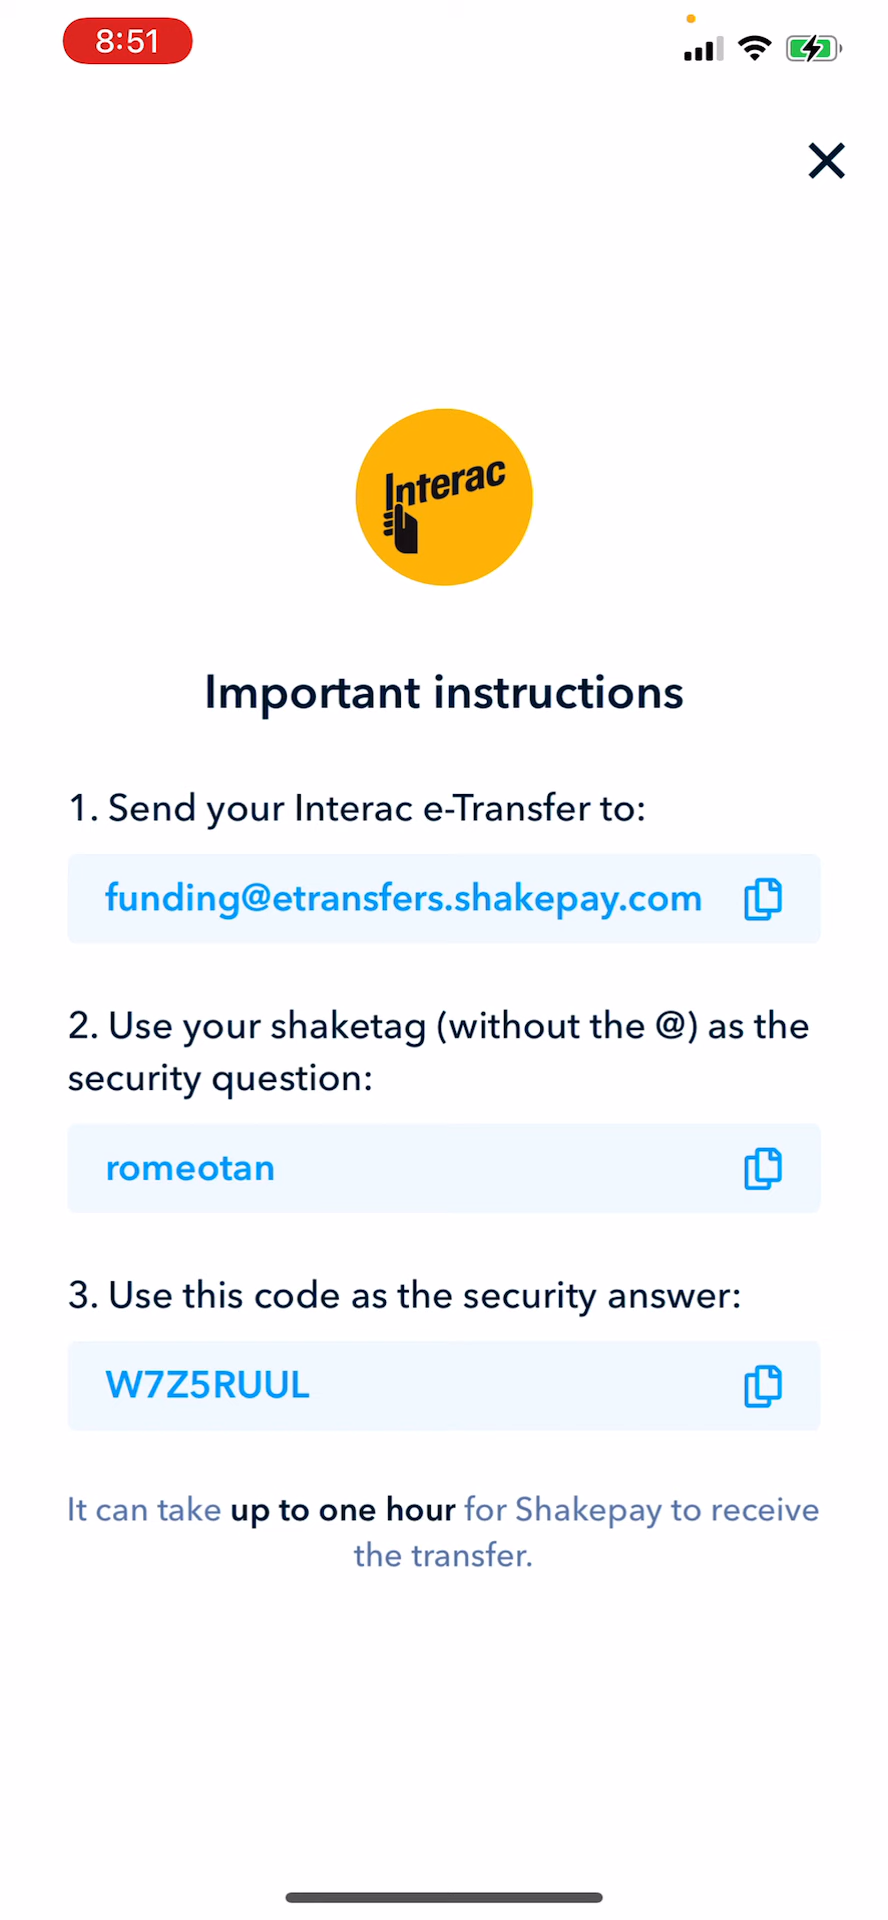 8:51
Interac
Important instructions
1. Send your Interac e-Transfer to:
funding@etransfers.shakepay.com
2. Use your shaketag (without the @) as the
security question:
romeotan
3. Use this code as the security answer:
W7Z5RUUL
It can take up to one hour for Shakepay to receive
the transfer.